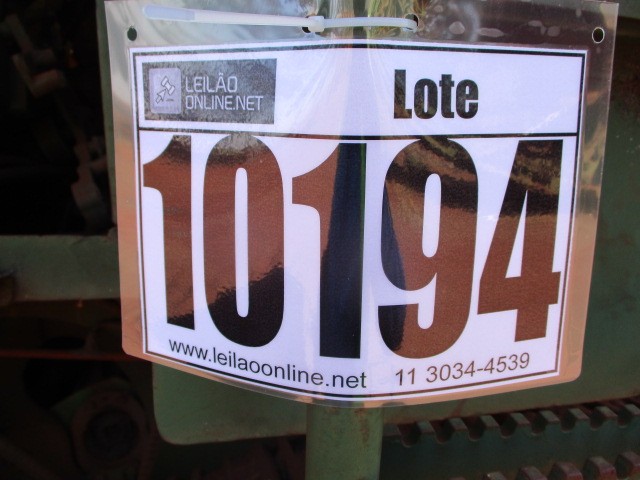 LEILÃO
ONLINE.NET
Lote
10194
www.leilaoonline.net 11 3034-4539